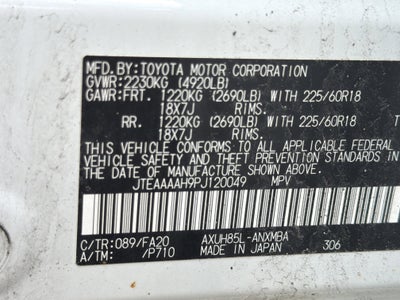 MFD.BY:TOYOTA MOTOR CORPORATION
GVWR:2230KG (4920LB)
GAWR:FRT. 1220KG (2690LB) WITH 225/60R18
18X7J RIMS.
RR. 1220KG (2690LB) WITH 225/60R18
18X7J RIMS.
THIS VEHICLE CONFORMS TO ALL APPLICABLE FEDERAL
VEHICLE SAFETY STANDARDS IN EFFECT ON
THE DATE OF MANUFACTURE SHOWN ABOVE.
JTEAAAAH9PJ120049 MPV
C/TR:089/FA20 AXUH85L-ANXMBA
A/TM: /P710 MADE IN JAPAN 306